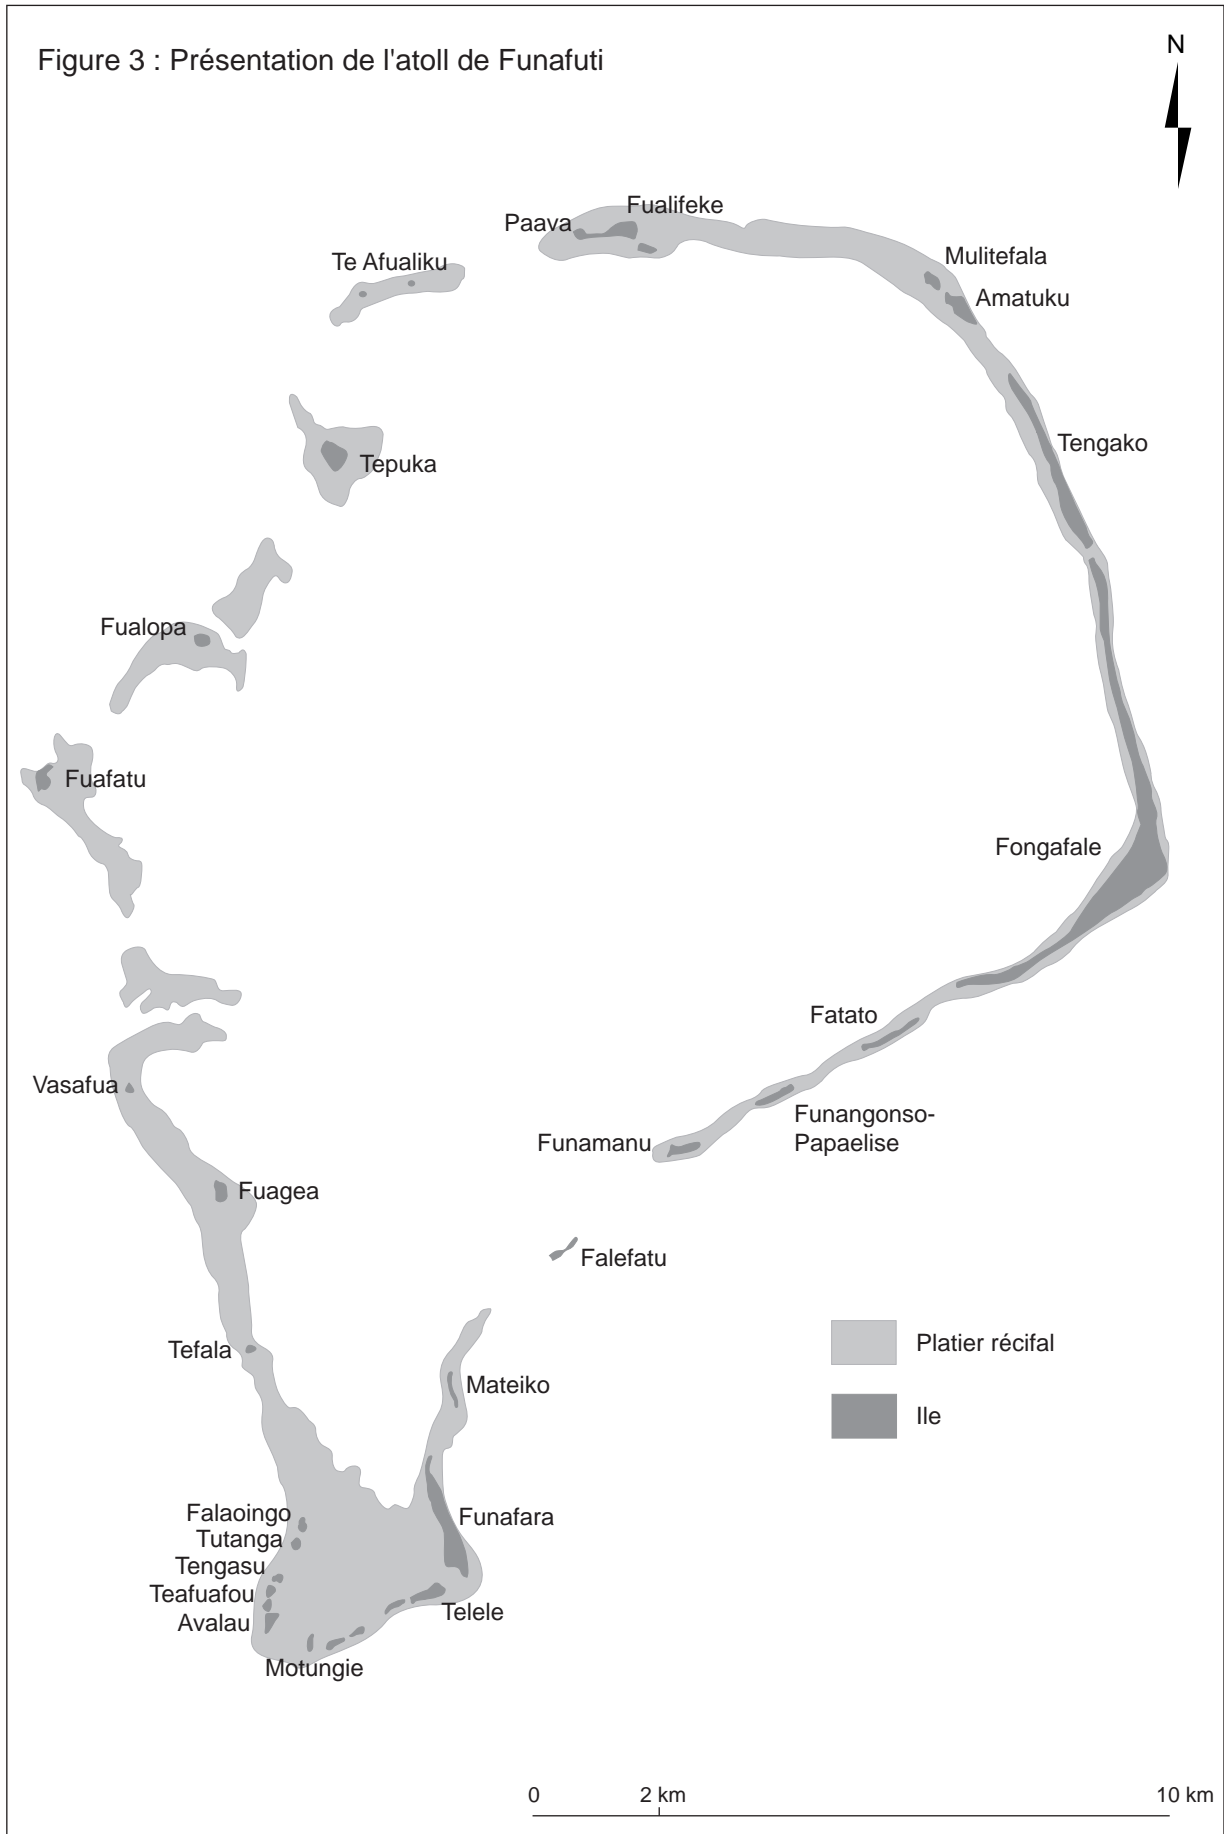 Figure 3 : Présentation de l'atoll de Funafuti
N
Fualifeke
Paava
Mulitefala
Te Afualiku
Amatuku
Tengako
Tepuka
Fualopa
Fuafatu
Fongafale
Fatato
Vasafua
Funangonso-
Papaelise
Funamanu
Fuagea
Falefatu
Platier récifal
Tefala
Mateiko
Ile
Falaoingo
Funafara
Tutanga
Tengasu
Teafuafou
Telele
Avalau
Motungie
0 2 km 10 km